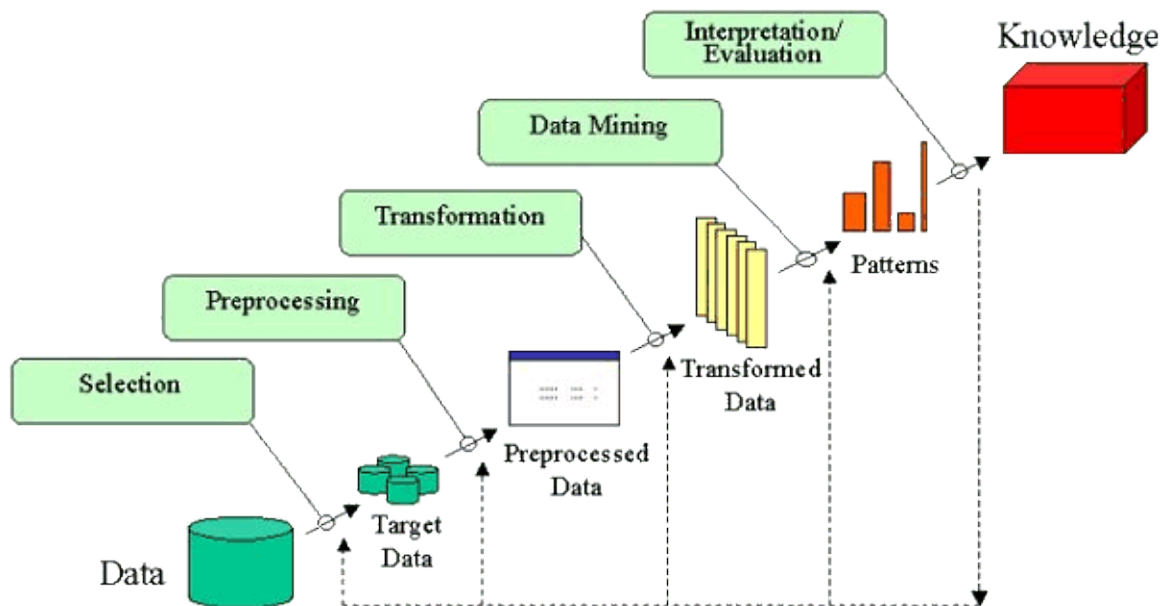 Interpretation/
Evaluation
Knowledge
Data Mining
Transformation
Patterns
Preprocessing
Transformed
Data
Selection
Preprocessed
Data
Target
Data
Data